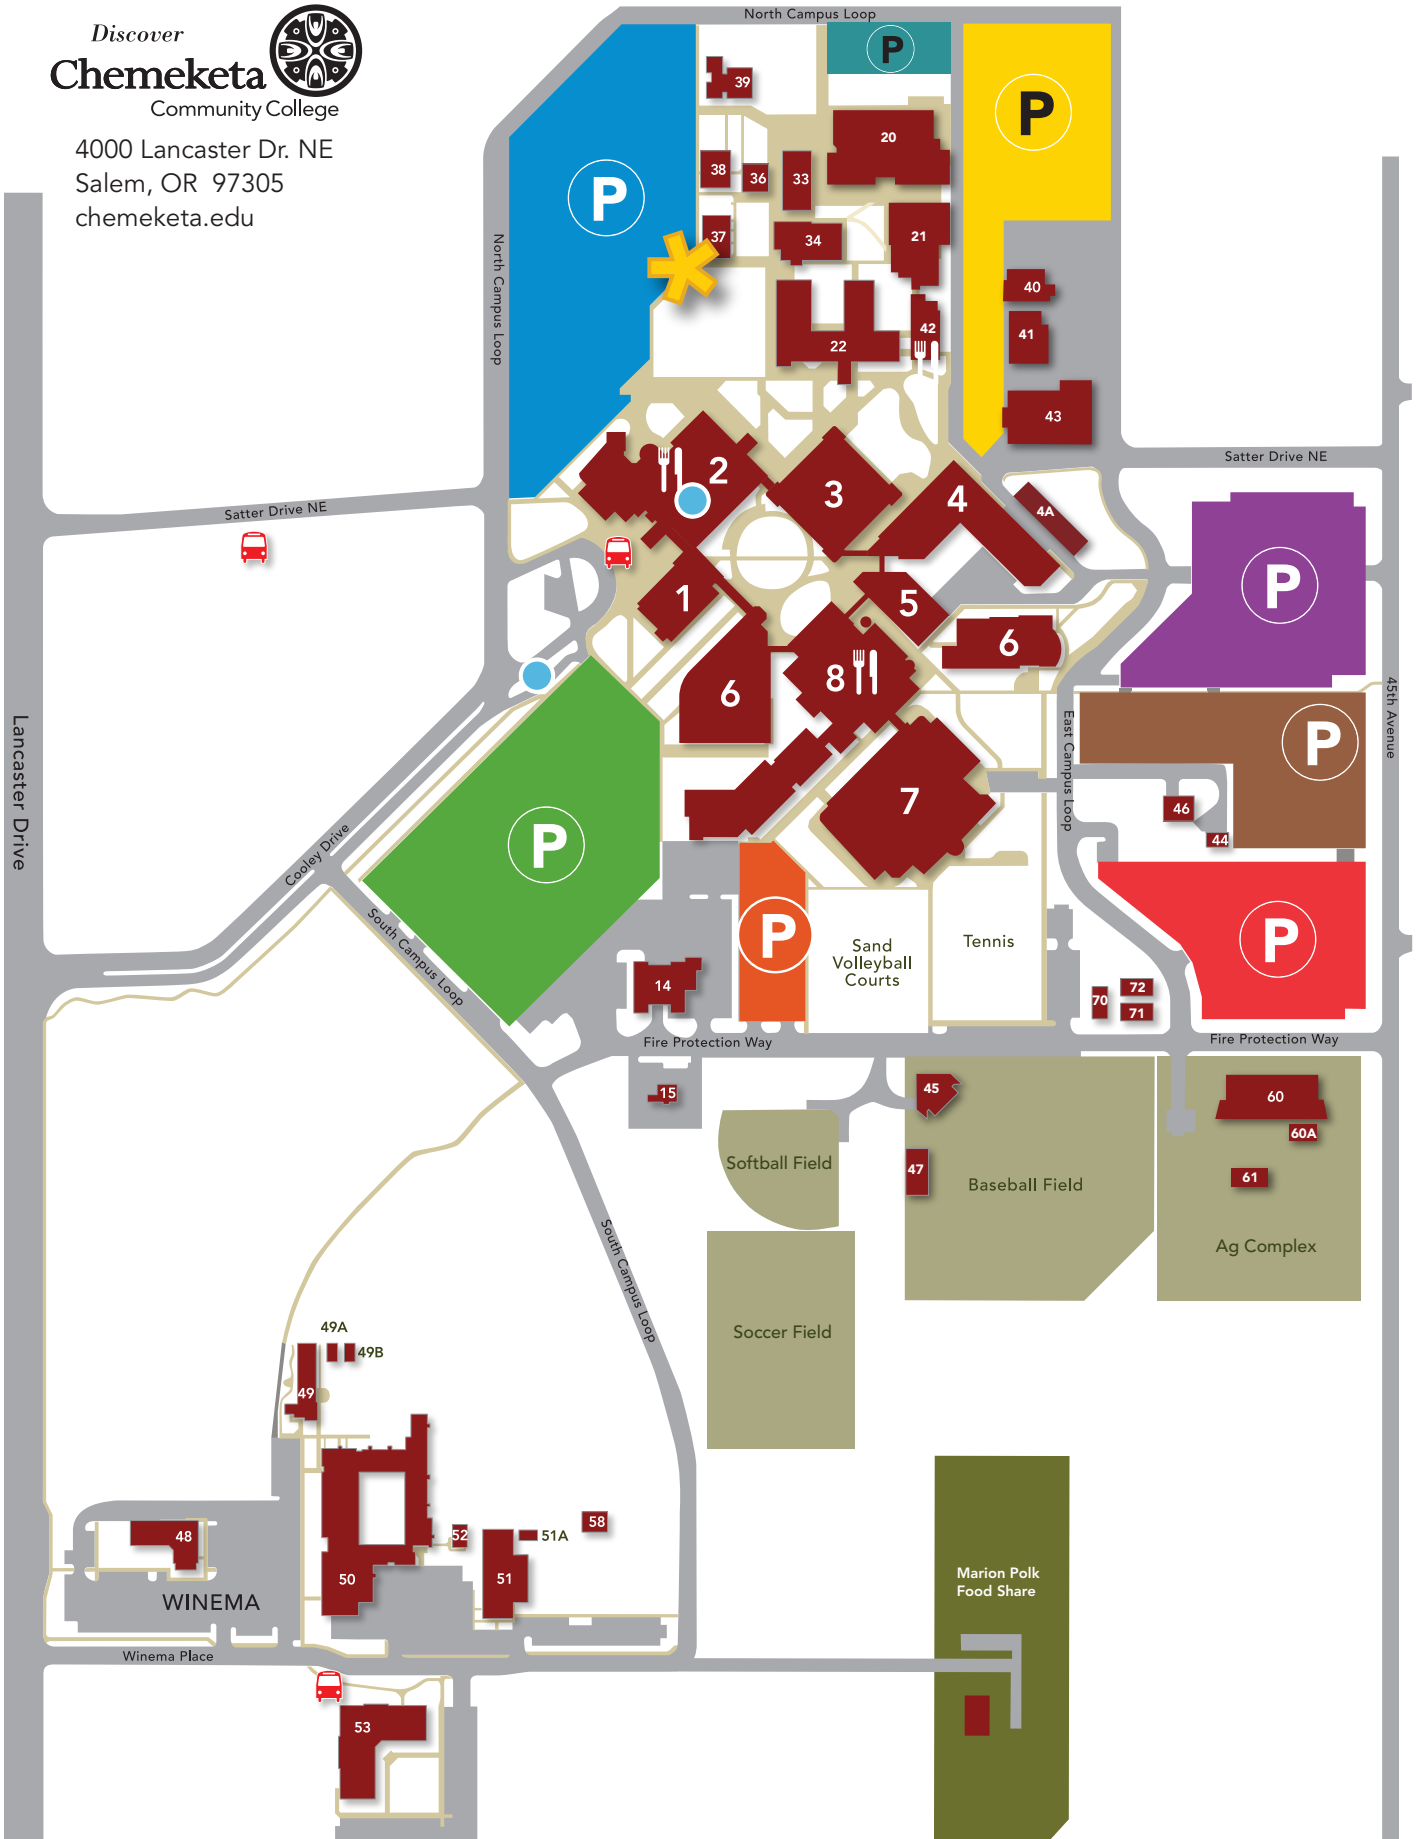 Discover
Chemeketa
Community College
4000 Lancaster Dr. NE
Salem, OR 97305
chemeketa.edu
North Campus Loop
P
P
P
39
20
38
36
33
37
34
21
North Campus Loop
40
41
42
22
43
Satter Drive NE
2
3
4
4A
Satter Drive NE
P
1
5
6
8
6
45th Avenue
East Campus Loop
P
Lancaster Drive
7
46
44
Cooley Drive
P
South Campus Loop
P
P
Sand
Volleyball
Courts
Tennis
14
70
72
71
Fire Protection Way
Fire Protection Way
15
45
60
60A
47
61
Softball Field
Baseball Field
Ag Complex
South Campus Loop
Soccer Field
49A
49B
49
48
52
51A
58
50
51
WINEMA
Marion Polk
Food Share
Winema Place
53